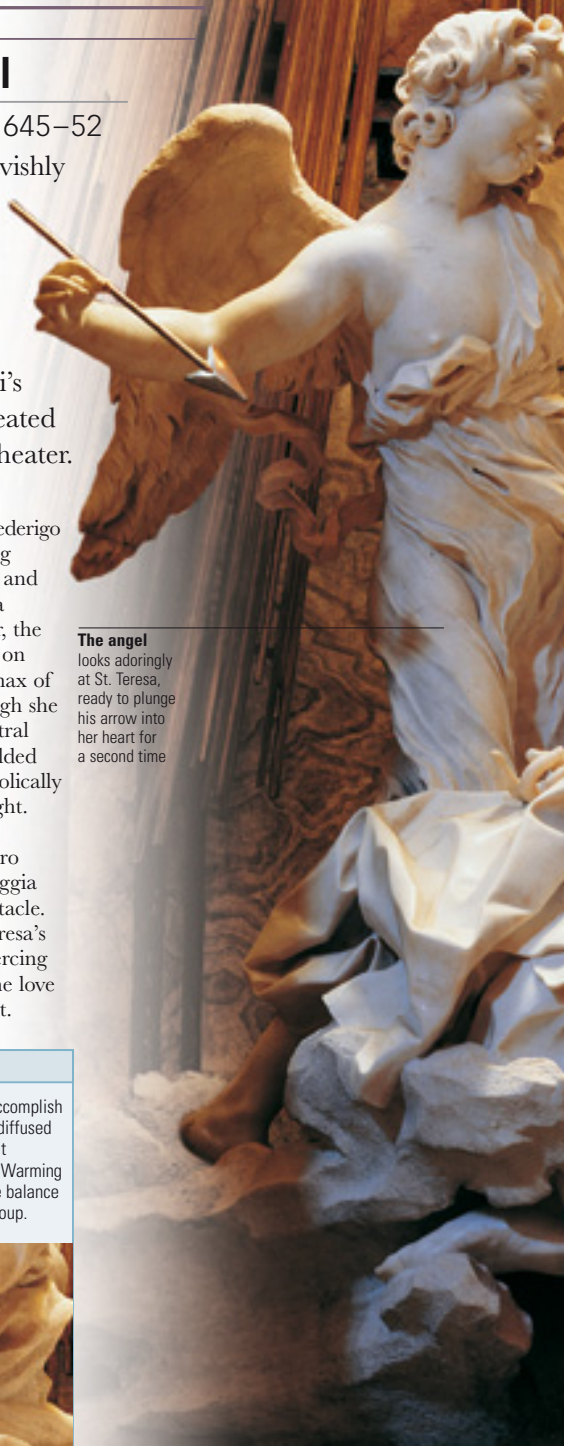 l
645–52
vishly
i’s
eated
heater.
ederigo
g
and
a
r, the
on
max of
gh she
tral
lded
olically
ght.
ro
ggia
tacle.
resa’s
ercing
he love
t.
The angel
looks adoringly
at St. Teresa,
ready to plunge
his arrow into
her heart for
a second time
ccomplish
diffused
t
Warming
e balance
oup.